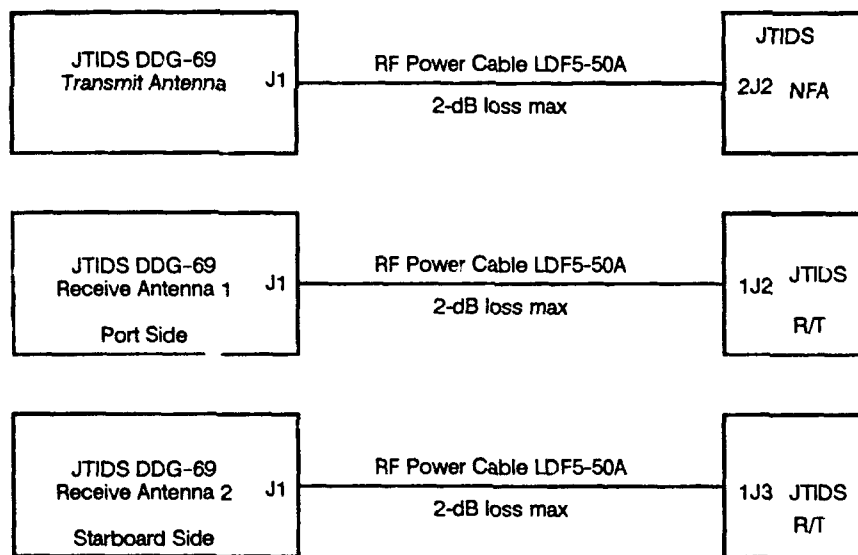 JTIDS DDG-69
Transmit Antenna
J1
RF Power Cable LDF5-50A
2-dB loss max
JTIDS
2J2 NFA
JTIDS DDG-69
Receive Antenna 1
Port Side
J1
RF Power Cable LDF5-50A
2-dB loss max
1J2 JTIDS
R/T
JTIDS DDG-69
Receive Antenna 2
Starboard Side
J1
RF Power Cable LDF5-50A
2-dB loss max
1J3 JTIDS
R/T